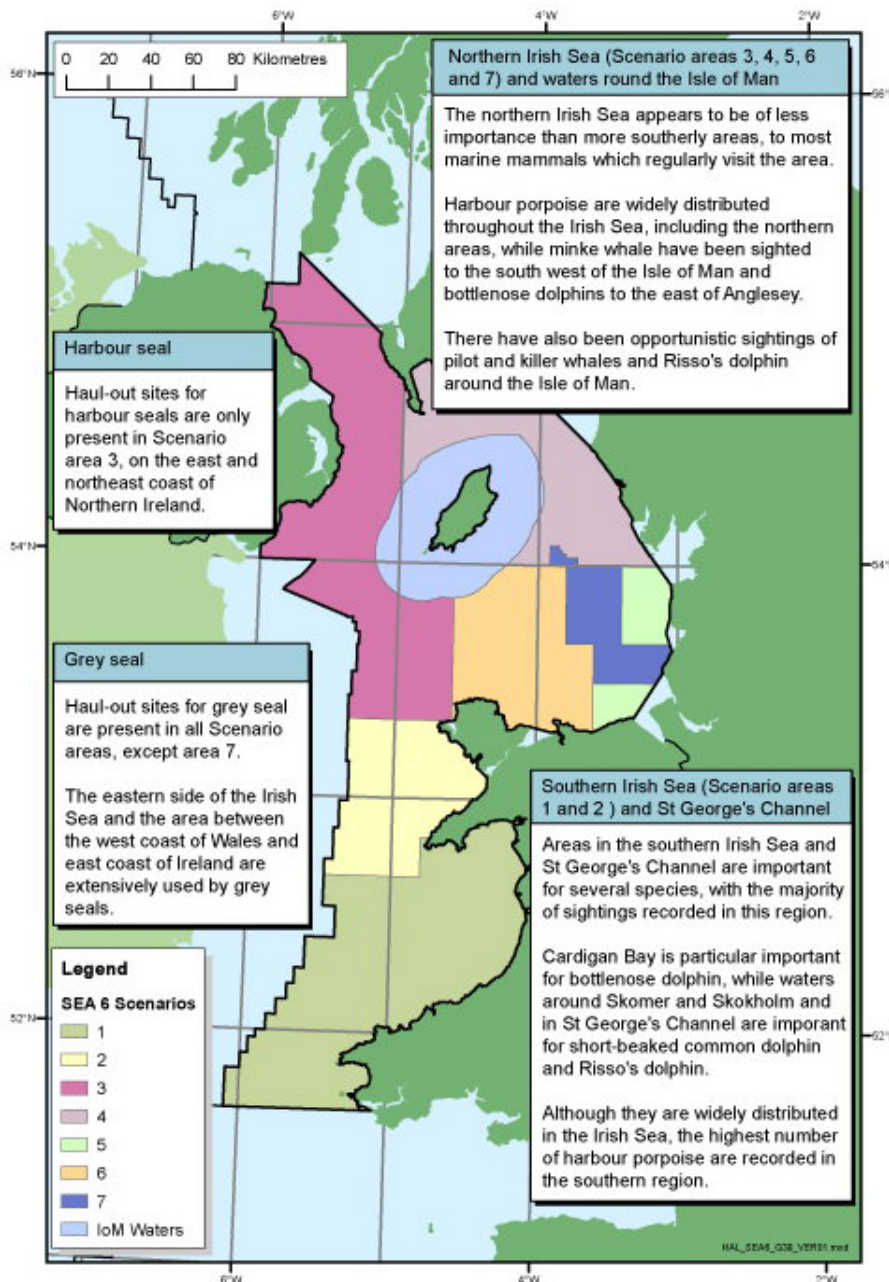 6°W
4°W
2°W
56°N
56°N
0 20 40 60 80 Kilometres
Northern Irish Sea (Scenario areas 3, 4, 5, 6
and 7) and waters round the Isle of Man
The northern Irish Sea appears to be of less
importance than more southerly areas, to most
marine mammals which regularly visit the area.
Harbour porpoise are widely distributed
throughout the Irish Sea, including the northern
areas, while minke whale have been sighted
to the south west of the Isle of Man and
bottlenose dolphins to the east of Anglesey.
There have also been opportunistic sightings of
pilot and killer whales and Risso's dolphin
around the Isle of Man.
Harbour seal
Haul-out sites for
harbour seals are only
present in Scenario
area 3, on the east and
northeast coast of
Northern Ireland.
54°N
54°N
Grey seal
Haul-out sites for grey seal
are present in all Scenario
areas, except area 7.
The eastern side of the Irish
Sea and the area between
the west coast of Wales and
east coast of Ireland are
extensively used by grey
seals.
Southern Irish Sea (Scenario areas
1 and 2 ) and St George's Channel
Areas in the southern Irish Sea and
St George's Channel are important
for several species, with the majority
of sightings recorded in this region.
Cardigan Bay is particular important
for bottlenose dolphin, while waters
around Skomer and Skokholm and
in St George's Channel are imporant
for short-beaked common dolphin
and Risso's dolphin.
Although they are widely distributed
in the Irish Sea, the highest number
of harbour porpoise are recorded in
the southern region.
52°N
52°N
Legend
SEA 6 Scenarios
1
2
3
4
5
6
7
IoM Waters
HAL_SEA6_G38_VER01.mxd
6°W
4°W
2°W